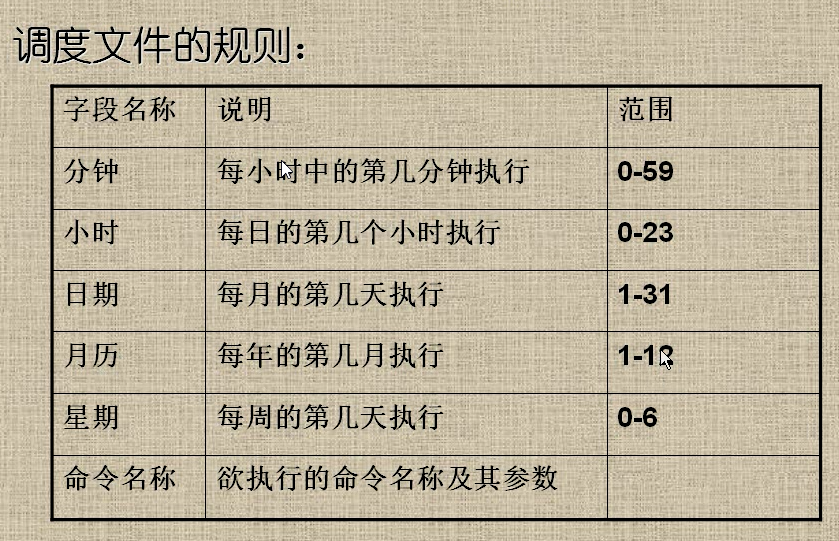 调度文件的规则：
字段名称 说明 范围
分钟 每小时中的第几分钟执行 0-59
小时 每日的第几个小时执行 0-23
日期 每月的第几天执行 1-31
月历 每年的第几月执行 1-12
星期 每周的第几天执行 0-6
命令名称 欲执行的命令名称及其参数